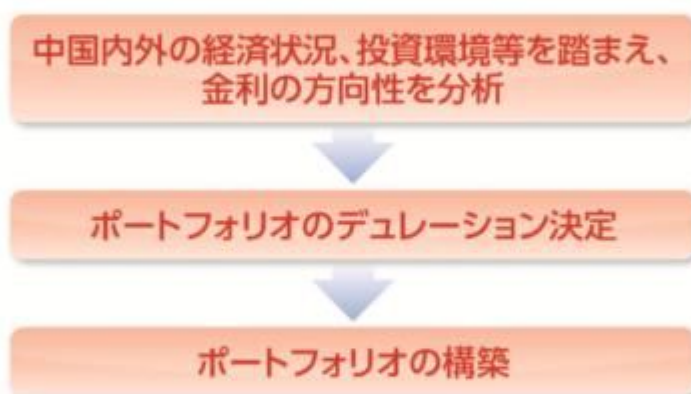 中国内外の経済状況、投資環境等を踏まえ、
金利の方向性を分析
ポートフォリオのデュレーション決定
ポートフォリオの構築